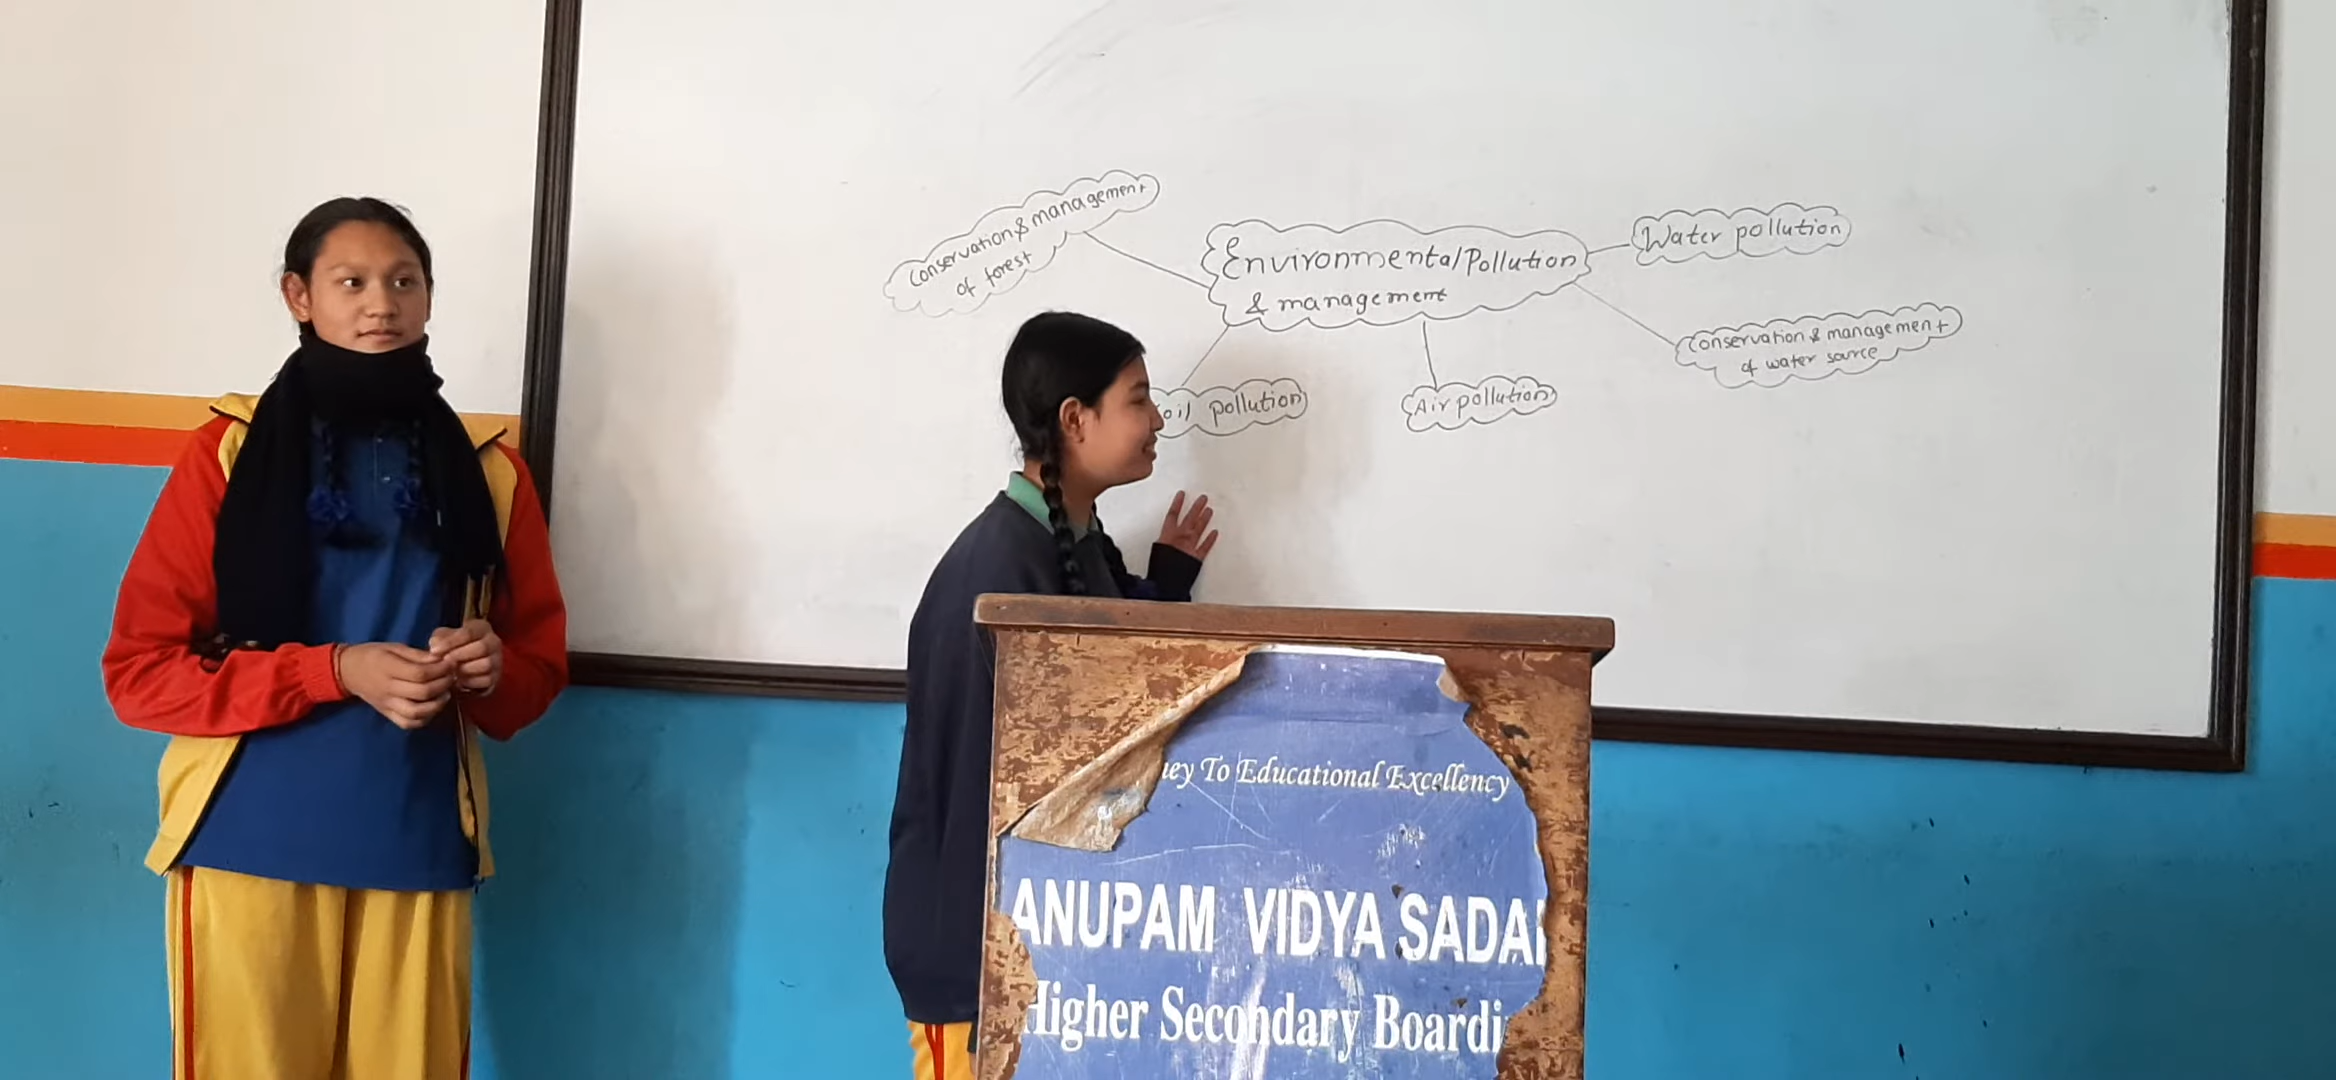 Conservation & management
of forest
Environmental Pollution
& management
Water pollution
Conservation & management
of water source
oil pollution
Air pollution
ney To Educational Excellency
ANUPAM VIDYA SADA
Higher Secondary Boardi